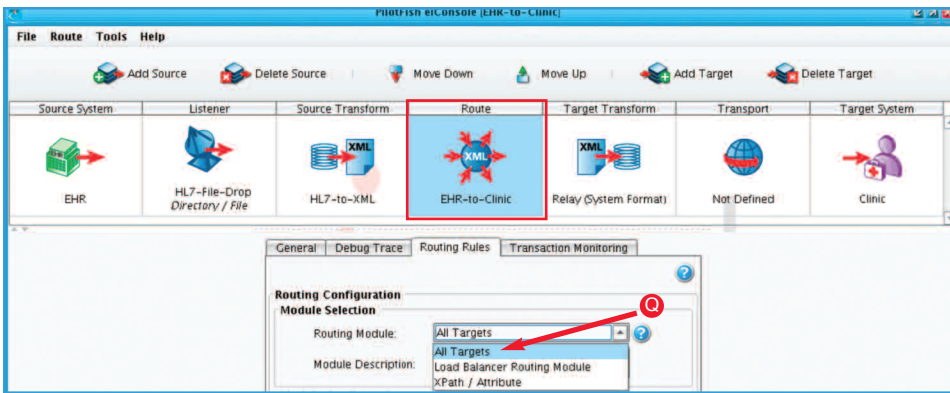 PilotFish eiConsole [EHR-to-Clinic]
File Route Tools Help
Add Source Delete Source Move Down Move Up Add Target Delete Target
Source System Listener Source Transform Route Target Transform Transport Target System
XML XML XML
EHR HL7-File-Drop HL7-to-XML EHR-to-Clinic Relay (System Format) Not Defined Clinic
Directory / File
General Debug Trace Routing Rules Transaction Monitoring
?
Routing Configuration
Module Selection
Q
Routing Module: All Targets ?
All Targets
Module Description: Load Balancer Routing Module
XPath / Attribute